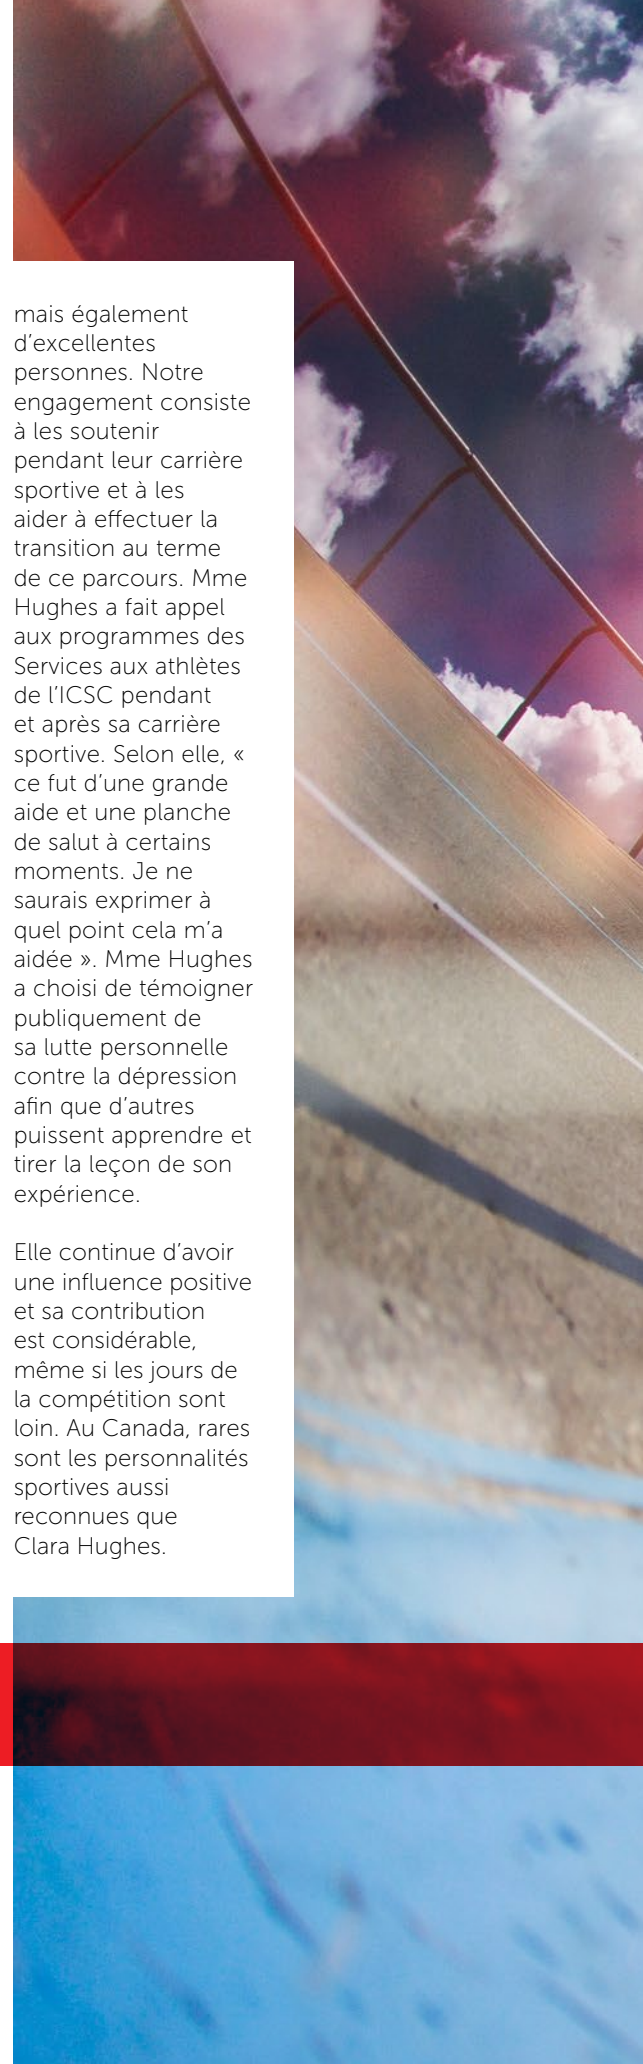 mais également
d’excellentes
personnes. Notre
engagement consiste
à les soutenir
pendant leur carrière
sportive et à les
aider à effectuer la
transition au terme
de ce parcours. Mme
Hughes a fait appel
aux programmes des
Services aux athlètes
de l’ICSC pendant
et après sa carrière
sportive. Selon elle, «
ce fut d’une grande
aide et une planche
de salut à certains
moments. Je ne
saurais exprimer à
quel point cela m’a
aidée ». Mme Hughes
a choisi de témoigner
publiquement de
sa lutte personnelle
contre la dépression
afin que d’autres
puissent apprendre et
tirer la leçon de son
expérience.

Elle continue d’avoir
une influence positive
et sa contribution
est considérable,
même si les jours de
la compétition sont
loin. Au Canada, rares
sont les personnalités
sportives aussi
reconnues que
Clara Hughes.